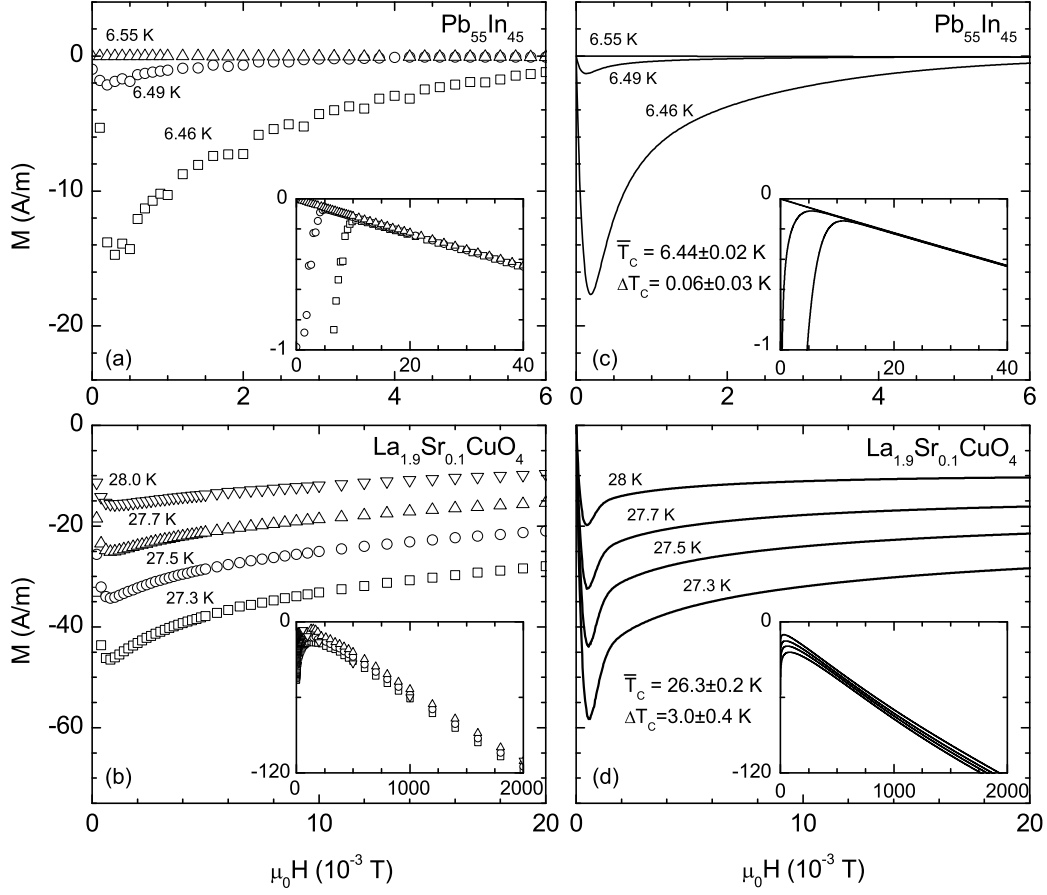 Pb₅₅In₄₅
6.55 K
6.49 K
6.46 K
0
-10
-20
M (A/m)
(a)
0
-1
0 20 40
0 2 4 6
Pb₅₅In₄₅
6.55 K
6.49 K
6.46 K
T̅_C = 6.44±0.02 K
ΔT_C = 0.06±0.03 K
(c)
0
-1
0 20 40
0 2 4 6
La₁.₉Sr₀.₁CuO₄
28.0 K
27.7 K
27.5 K
27.3 K
0
-20
-40
-60
M (A/m)
(b)
0
-120
0 1000 2000
0 10 20
μ₀H (10⁻³ T)
La₁.₉Sr₀.₁CuO₄
28 K
27.7 K
27.5 K
27.3 K
T̅_C = 26.3±0.2 K
ΔT_C=3.0±0.4 K
(d)
0
-120
0 1000 2000
0 10 20
μ₀H (10⁻³ T)